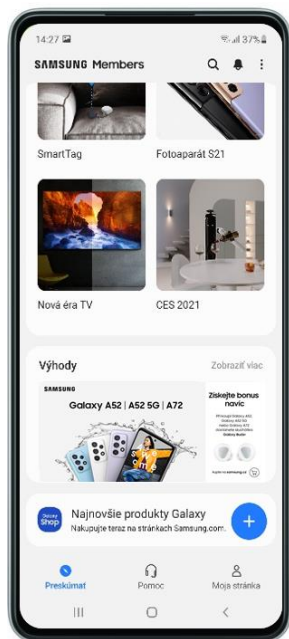 14:27 37%
SAMSUNG Members
SmartTag Fotoaparát S21
Nová éra TV CES 2021
Výhody Zobraziť viac
SAMSUNG
Galaxy A52 | A52 5G | A72
Získejte bonus
navíc
Galaxy Shop
Najnovšie produkty Galaxy
Nakupujte teraz na stránkach Samsung.com.
Preskúmať Pomoc Moja stránka